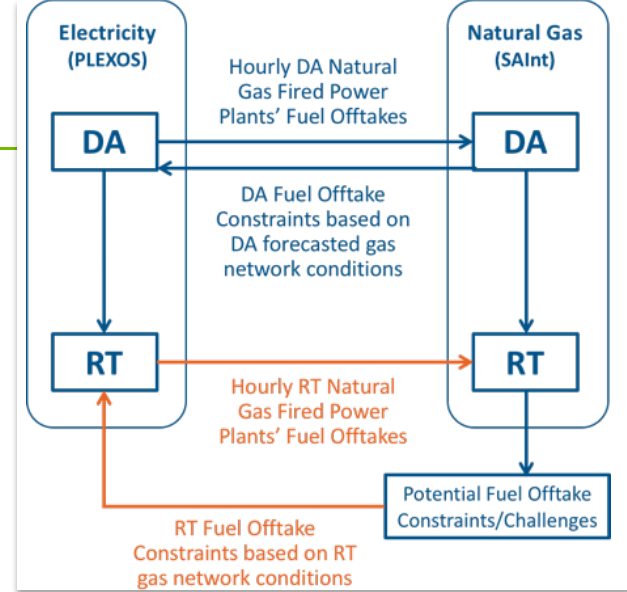 Electricity
(PLEXOS)
Natural Gas
(SAInt)
Hourly DA Natural
Gas Fired Power
Plants’ Fuel Offtakes
DA
DA
DA Fuel Offtake
Constraints based on
DA forecasted gas
network conditions
RT
RT
Hourly RT Natural
Gas Fired Power
Plants’ Fuel Offtakes
Potential Fuel Offtake
Constraints/Challenges
RT Fuel Offtake
Constraints based on RT
gas network conditions